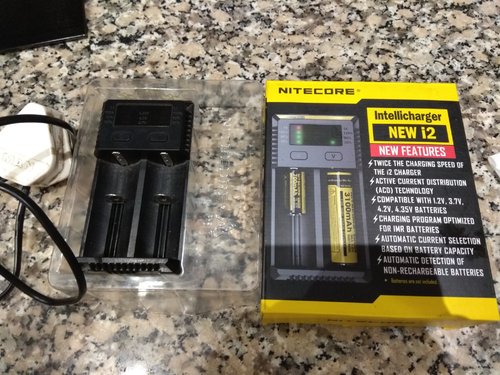 NITECORE
Intellicharger
NEW i2
NEW FEATURES
TWICE THE CHARGING SPEED OF
THE i2 CHARGER
ACTIVE CURRENT DISTRIBUTION
(ACD) TECHNOLOGY
COMPATIBLE WITH 1.2V, 3.7V,
4.2V, 4.35V BATTERIES
CHARGING PROGRAM OPTIMIZED
FOR IMR BATTERIES
AUTOMATIC CURRENT SELECTION
BASED ON BATTERY CAPACITY
AUTOMATIC DETECTION OF
NON-RECHARGEABLE BATTERIES
Batteries are not included.
3100mAh
V